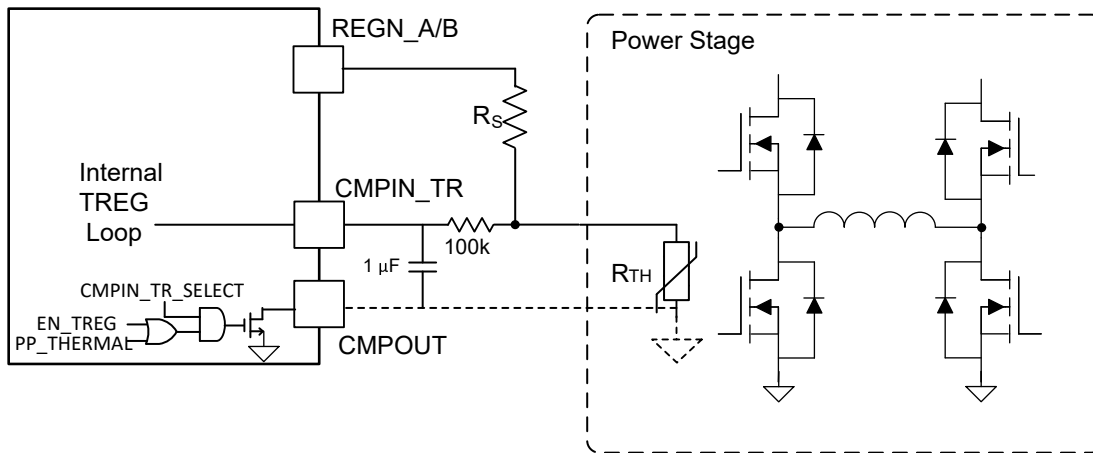 REGN_A/B
Power Stage
RS
Internal
TREG
Loop
CMPIN_TR
100k
1 μF
RTH
CMPIN_TR_SELECT
EN_TREG
PP_THERMAL
CMPOUT